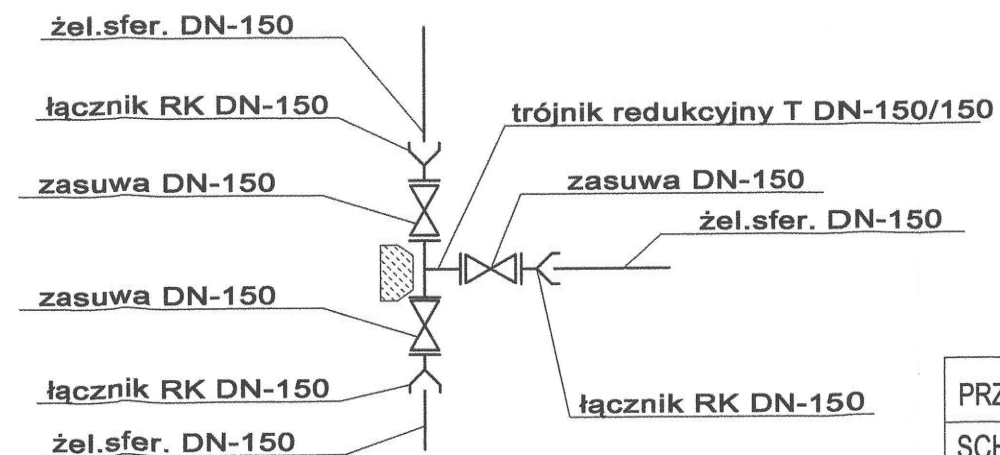 żel.sfer. DN-150
łącznik RK DN-150
trójnik redukcyjny T DN-150/150
zasuwa DN-150
zasuwa DN-150
żel.sfer. DN-150
zasuwa DN-150
łącznik RK DN-150
łącznik RK DN-150
żel.sfer. DN-150
PRZ
SCH